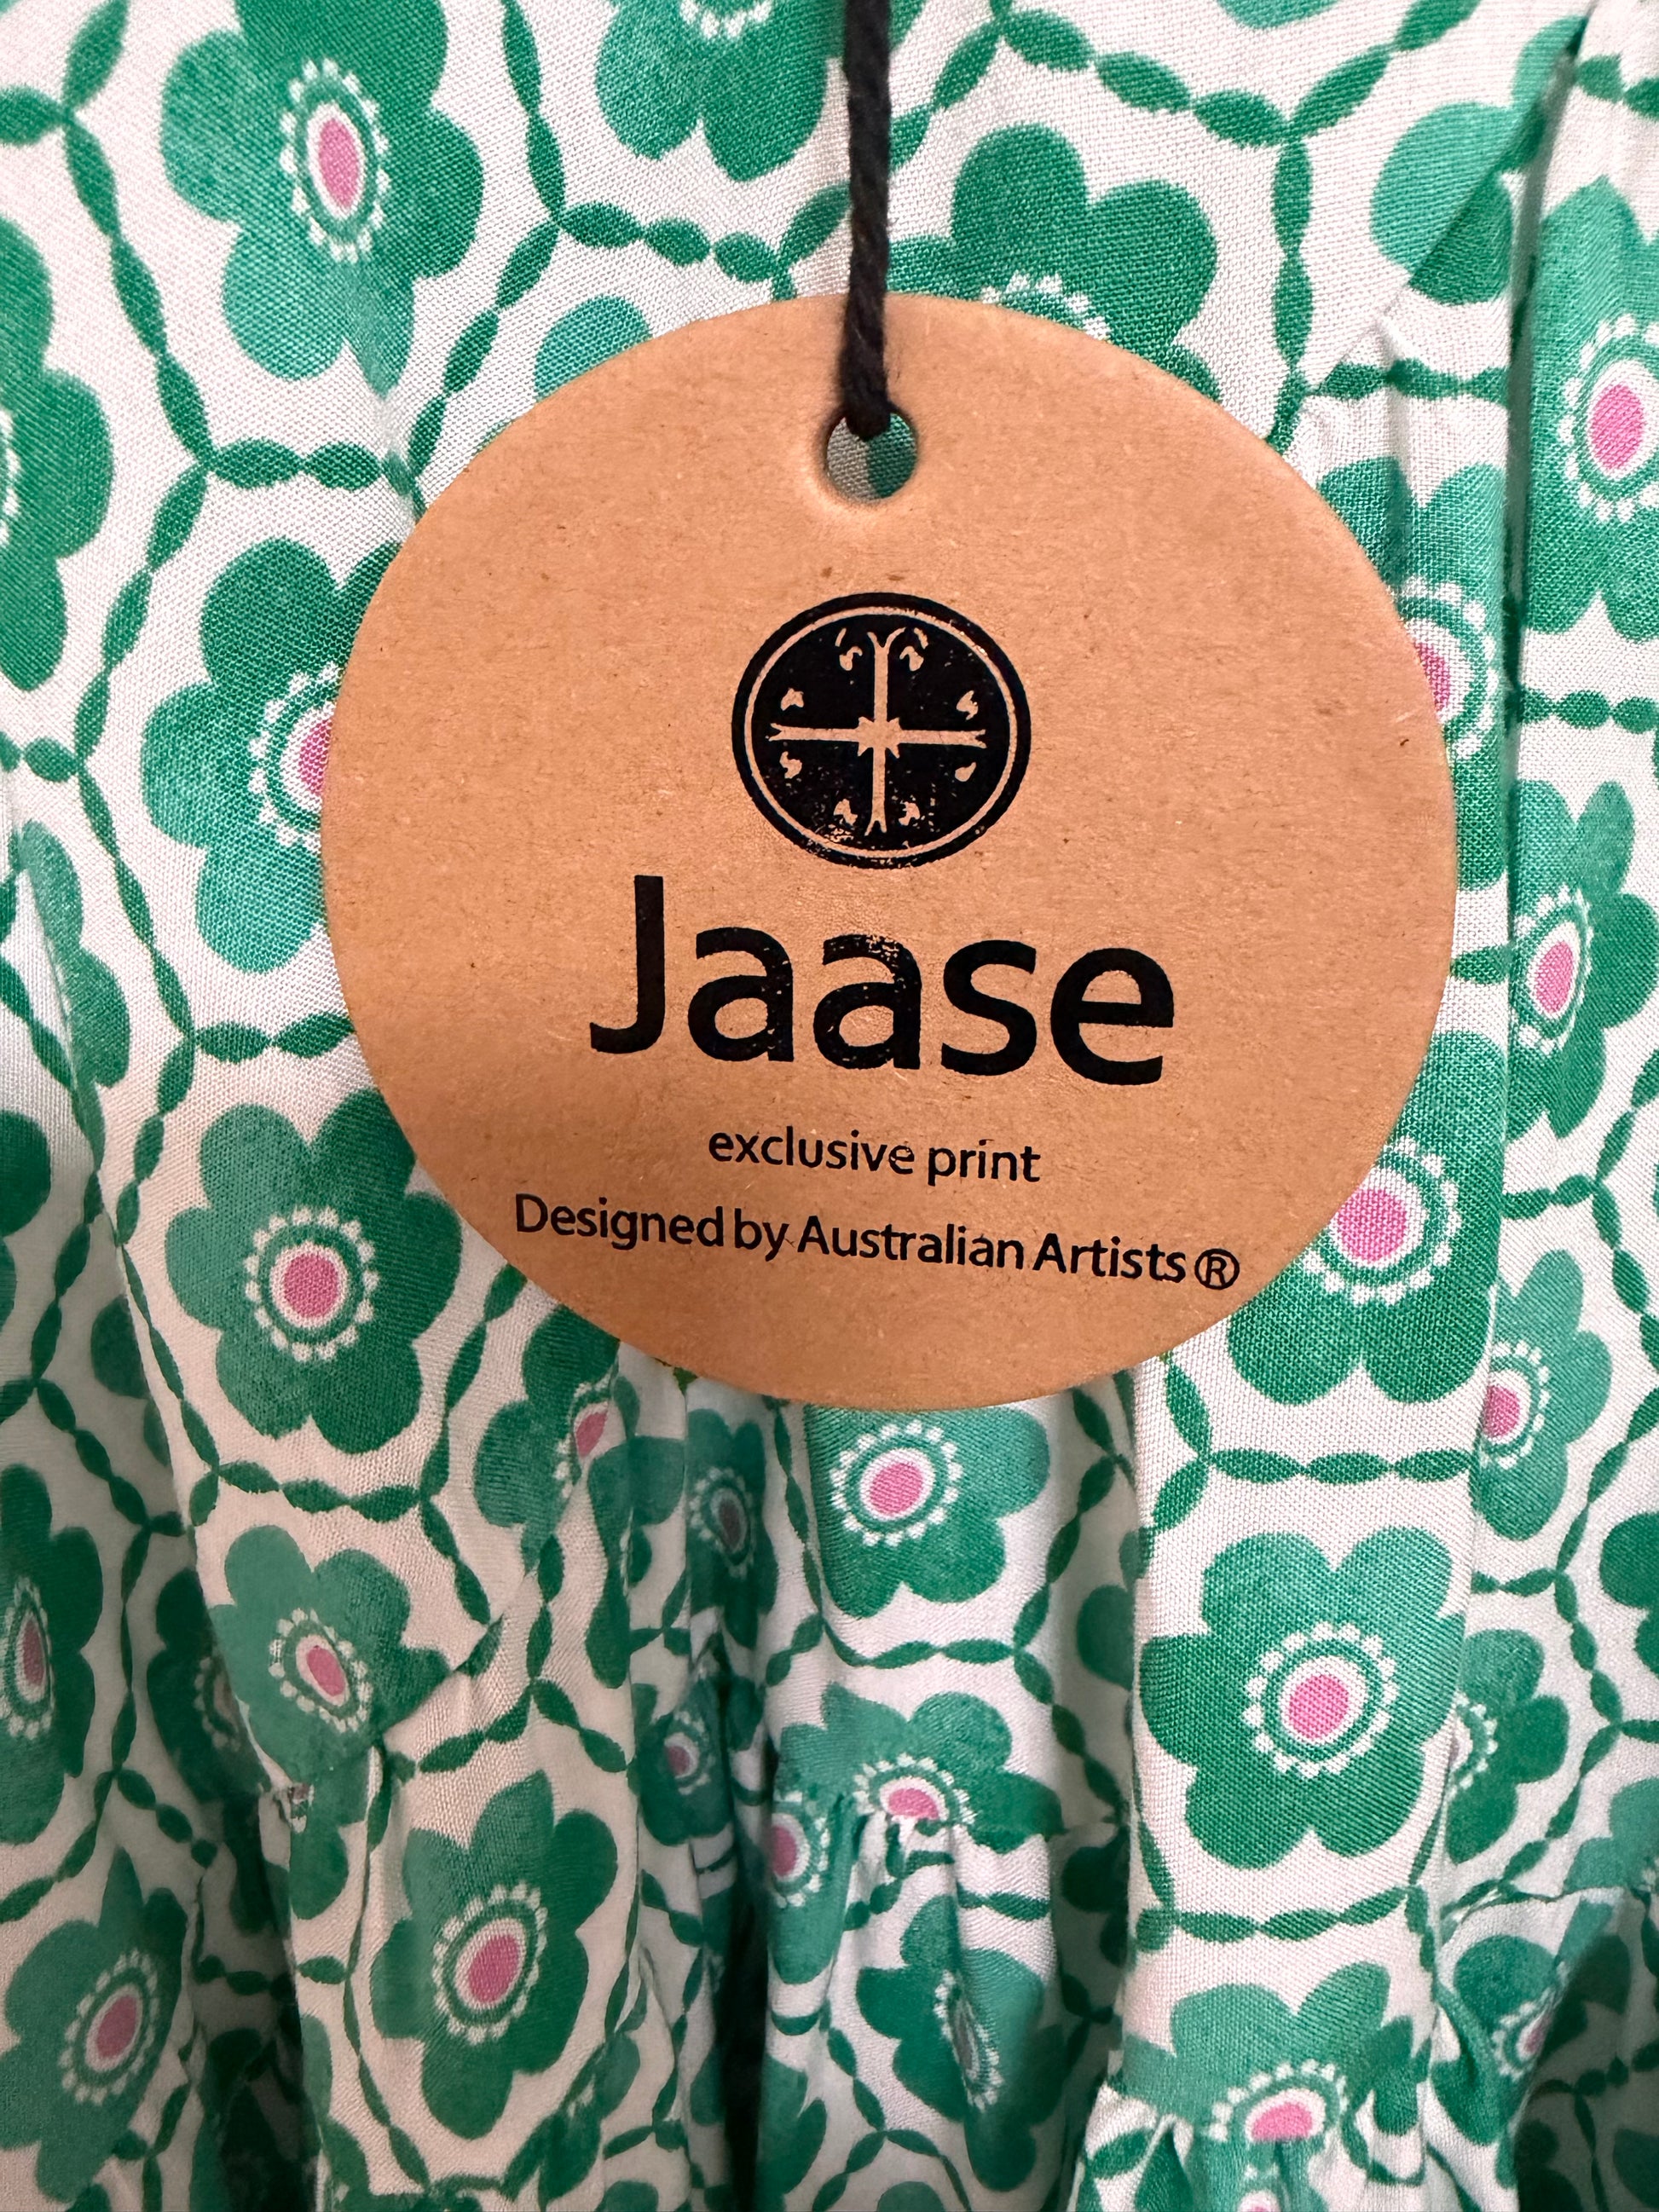 Jaase
exclusive print
Designed by Australian Artists ®